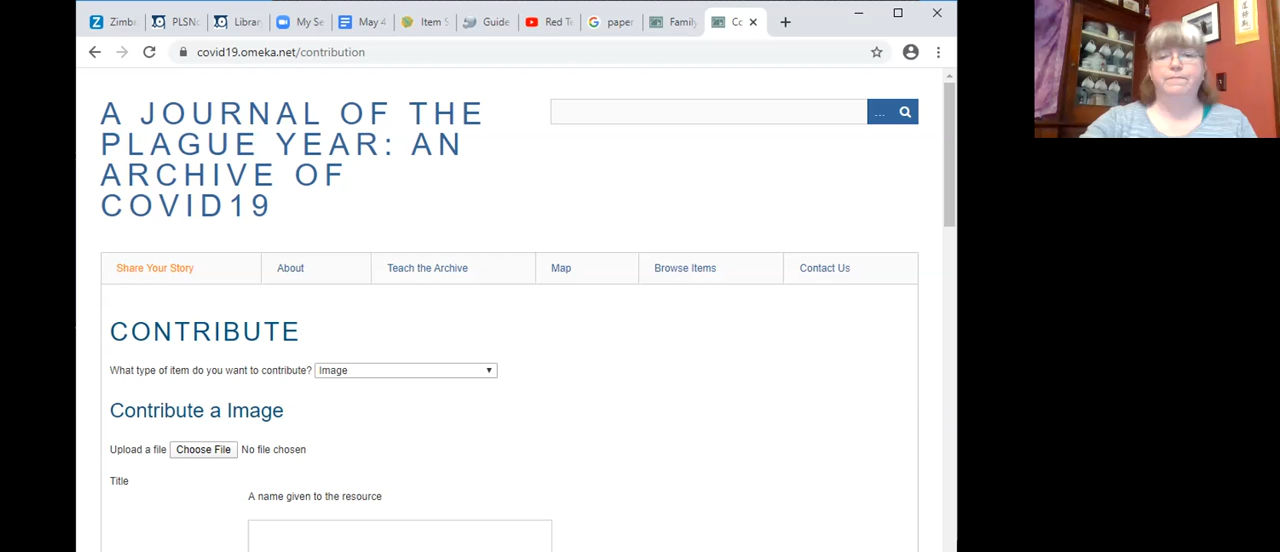 Zimb
PLSN
Library
My Se
May 4
Item S
Guide
Red Te
paper
Family
Co
covid19.omeka.net/contribution
A JOURNAL OF THE
PLAGUE YEAR: AN
ARCHIVE OF
COVID19
...
Share Your Story
About
Teach the Archive
Map
Browse Items
Contact Us
CONTRIBUTE
What type of item do you want to contribute? Image
Contribute a Image
Upload a file Choose File No file chosen
Title
A name given to the resource